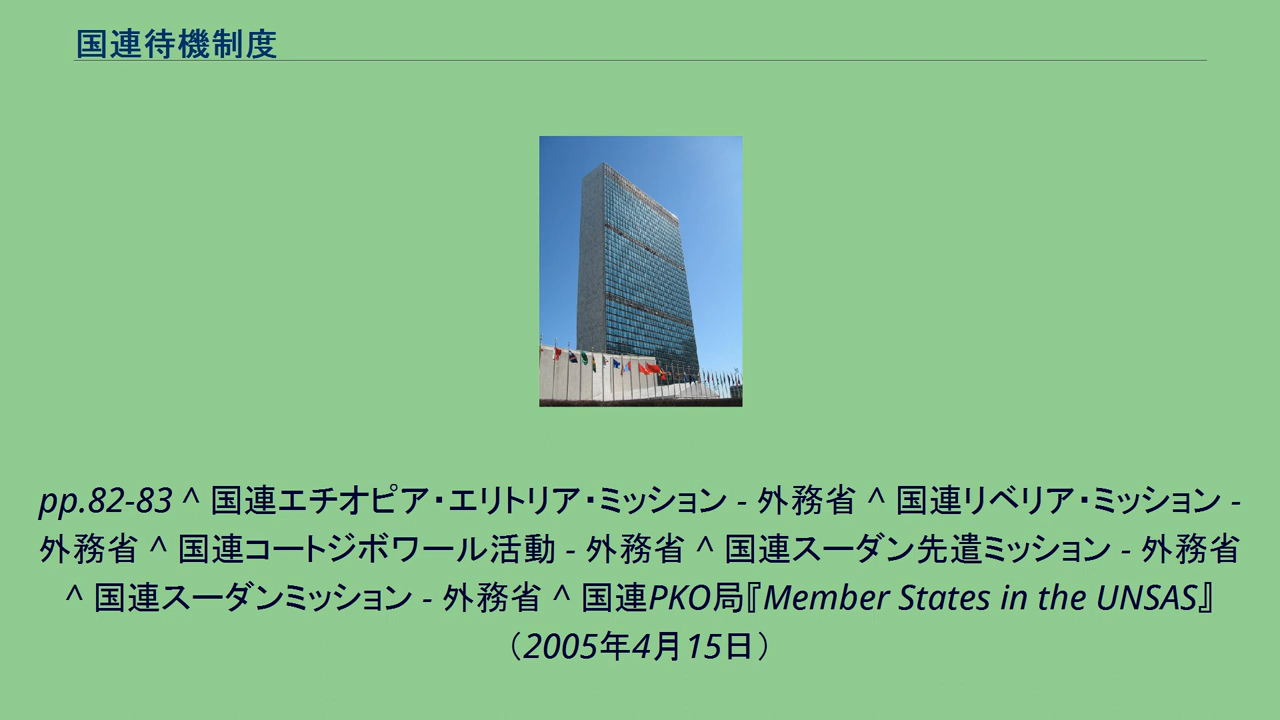 国連待機制度
pp.82-83 ^ 国連エチオピア・エリトリア・ミッション - 外務省 ^ 国連リベリア・ミッション -
外務省 ^ 国連コートジボワール活動 - 外務省 ^ 国連スーダン先遣ミッション - 外務省
^ 国連スーダンミッション - 外務省 ^ 国連PKO局『Member States in the UNSAS』
（2005年4月15日）